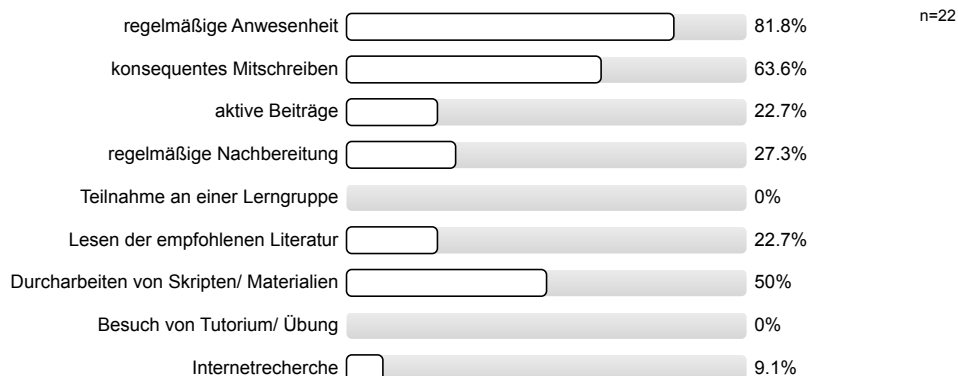 n=22
regelmäßige Anwesenheit 81.8%
konsequentes Mitschreiben 63.6%
aktive Beiträge 22.7%
regelmäßige Nachbereitung 27.3%
Teilnahme an einer Lerngruppe 0%
Lesen der empfohlenen Literatur 22.7%
Durcharbeiten von Skripten/ Materialien 50%
Besuch von Tutorium/ Übung 0%
Internetrecherche 9.1%